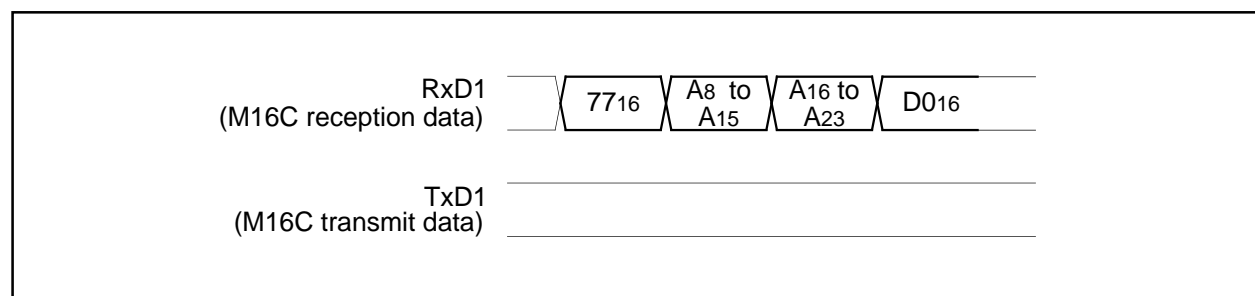 RxD1
(M16C reception data)
7716
A8 to
A15
A16 to
A23
D016
TxD1
(M16C transmit data)